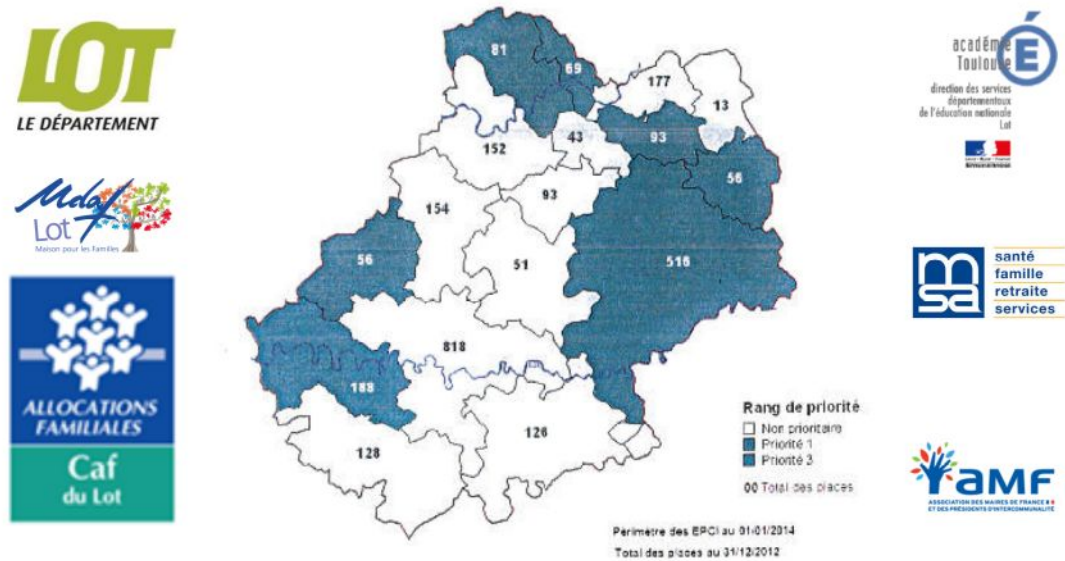 LOT
LE DÉPARTEMENT
Mdaf
Lot
Maison pour les Familles
ALLOCATIONS
FAMILIALES
Caf
du Lot
81
69
177
13
43
93
152
56
93
154
51
516
56
818
188
126
128
Rang de priorité
Non prioritaire
Priorité 1
Priorité 3
00 Total des places
Périmètre des EPCI au 01/01/2014
Total des places au 31/12/2012
académie
Toulouse
É
direction des services
départementaux
de l'éducation nationale
Lot
msa
santé
famille
retraite
services
aMF
ASSOCIATION DES MAIRES DE FRANCE
ET DES PRÉSIDENTS D'INTERCOMMUNALITÉ